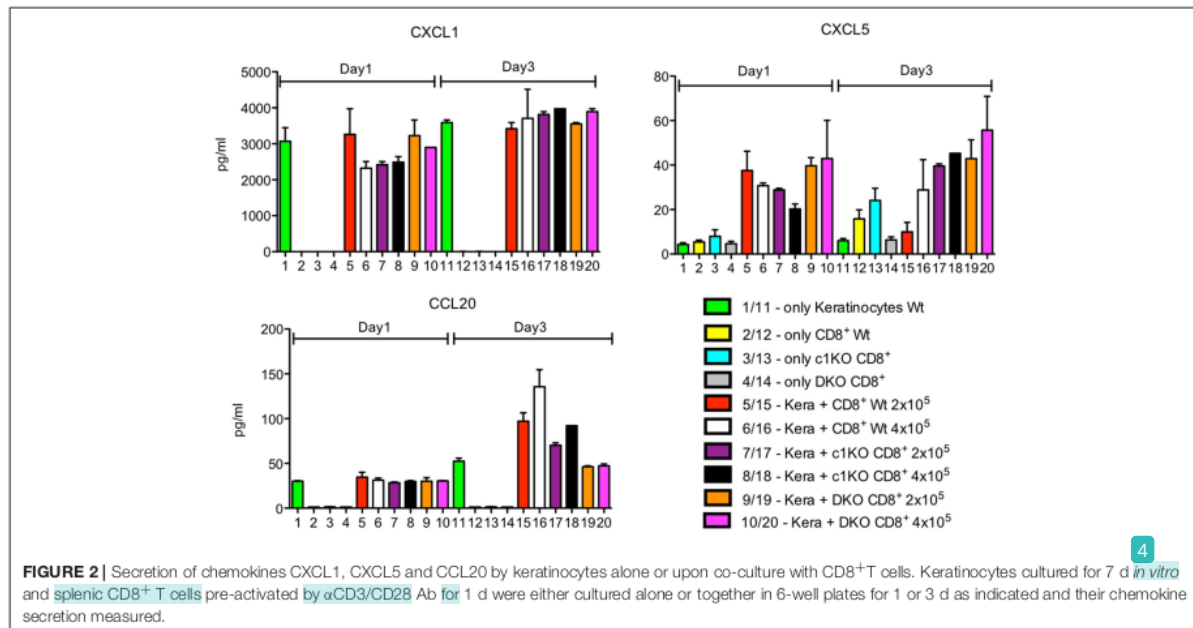 CXCL1
Day1 Day3
5000
4000
3000
2000
1000
0
pg/ml
1 2 3 4 5 6 7 8 9 10 11 12 13 14 15 16 17 18 19 20
CXCL5
Day1 Day3
80
60
40
20
0
1 2 3 4 5 6 7 8 9 10 11 12 13 14 15 16 17 18 19 20
CCL20
Day1 Day3
200
150
100
50
0
pg/ml
1 2 3 4 5 6 7 8 9 10 11 12 13 14 15 16 17 18 19 20
1/11 - only Keratinocytes Wt
2/12 - only CD8⁺ Wt
3/13 - only c1KO CD8⁺
4/14 - only DKO CD8⁺
5/15 - Kera + CD8⁺ Wt 2x10⁵
6/16 - Kera + CD8⁺ Wt 4x10⁵
7/17 - Kera + c1KO CD8⁺ 2x10⁵
8/18 - Kera + c1KO CD8⁺ 4x10⁵
9/19 - Kera + DKO CD8⁺ 2x10⁵
10/20 - Kera + DKO CD8⁺ 4x10⁵
4
FIGURE 2 | Secretion of chemokines CXCL1, CXCL5 and CCL20 by keratinocytes alone or upon co-culture with CD8⁺T cells. Keratinocytes cultured for 7 d in vitro
and splenic CD8⁺ T cells pre-activated by αCD3/CD28 Ab for 1 d were either cultured alone or together in 6-well plates for 1 or 3 d as indicated and their chemokine
secretion measured.